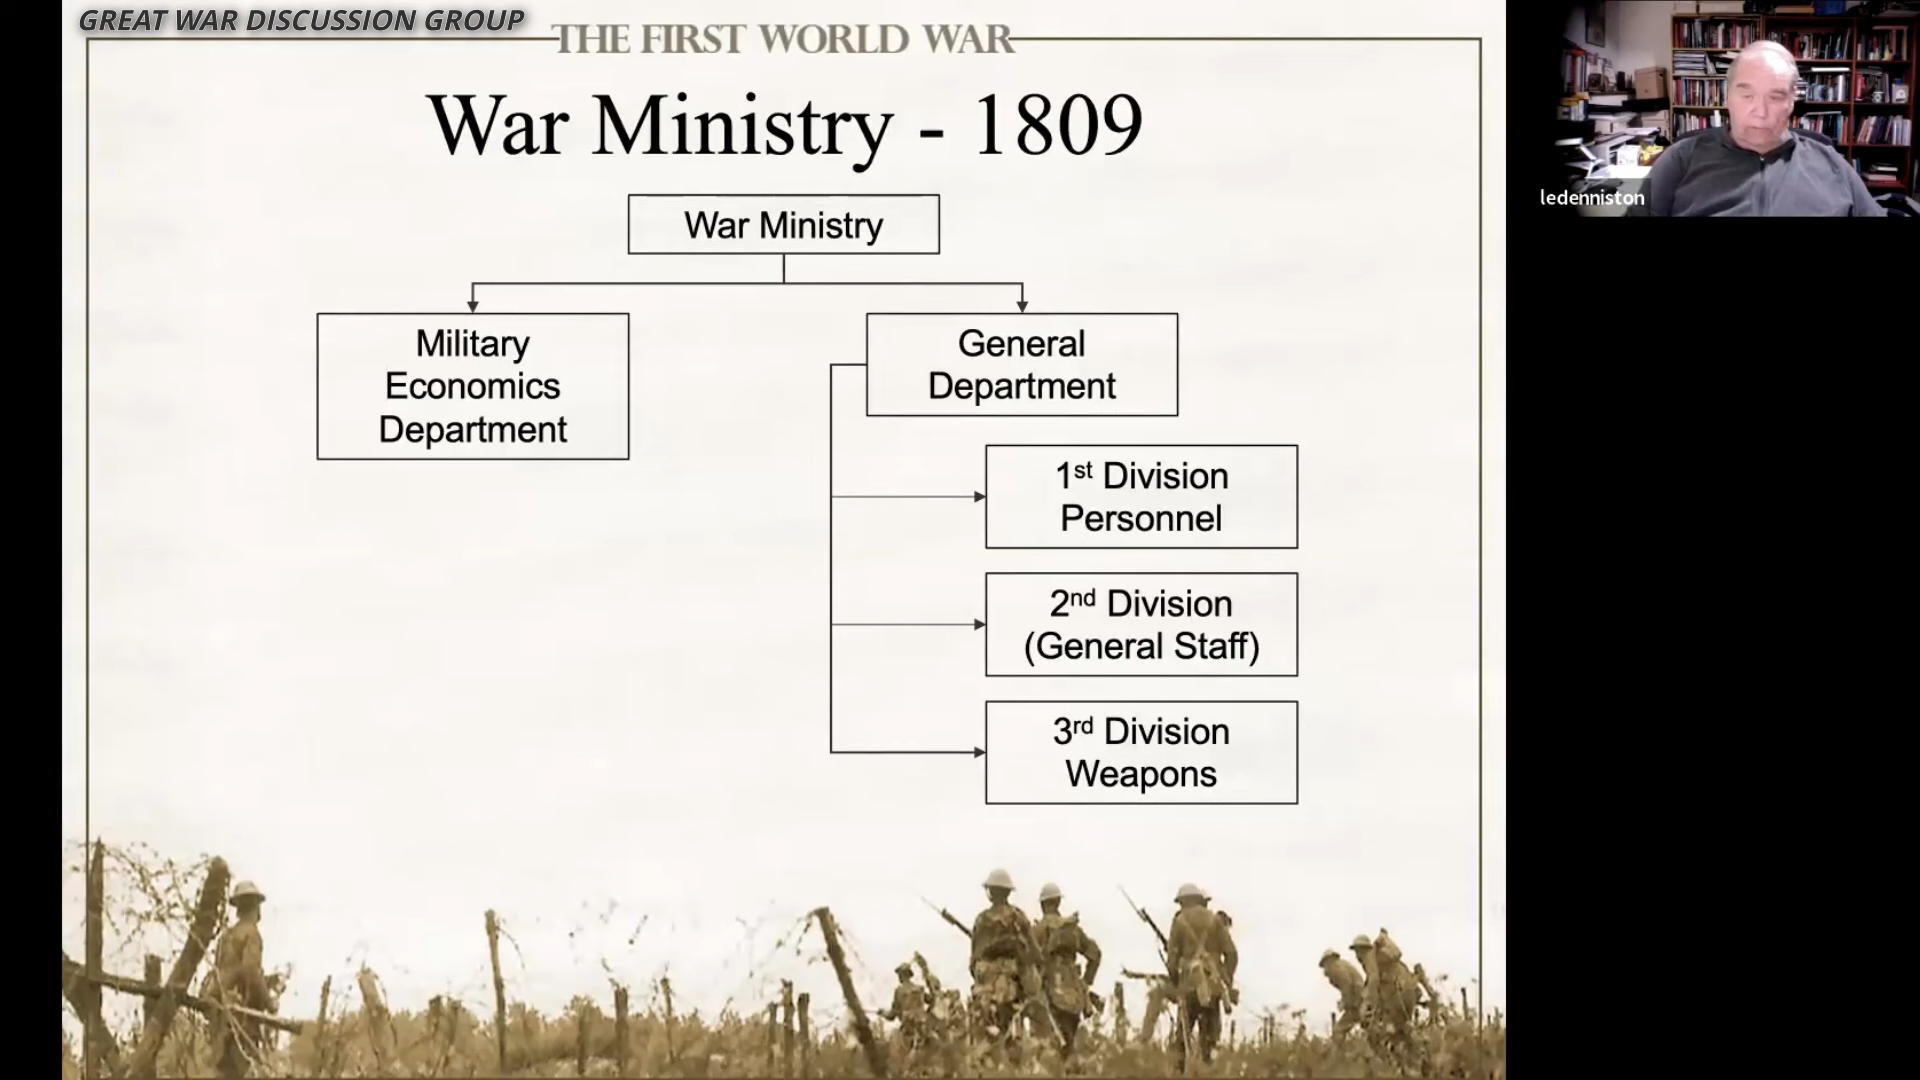 GREAT WAR DISCUSSION GROUP
THE FIRST WORLD WAR
War Ministry - 1809
War Ministry
Military
Economics
Department
General
Department
1st Division
Personnel
2nd Division
(General Staff)
3rd Division
Weapons
ledenniston